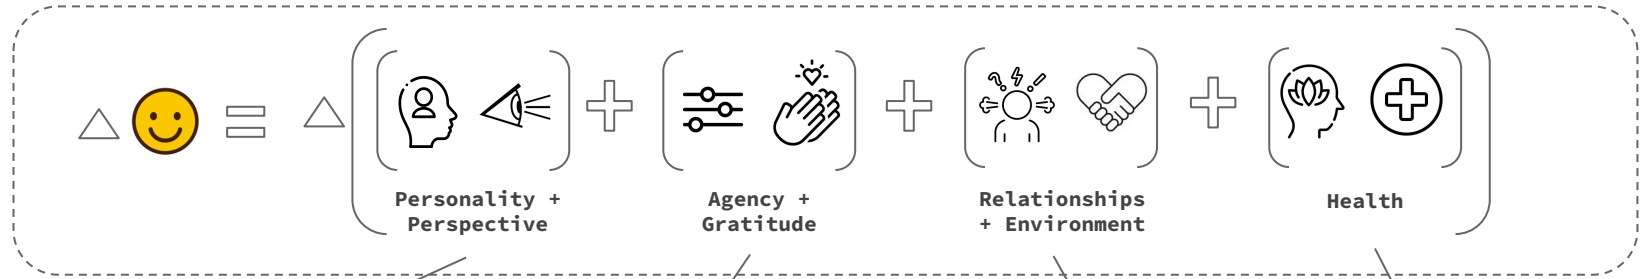 Personality +
Perspective
Agency +
Gratitude
Relationships
+ Environment
Health